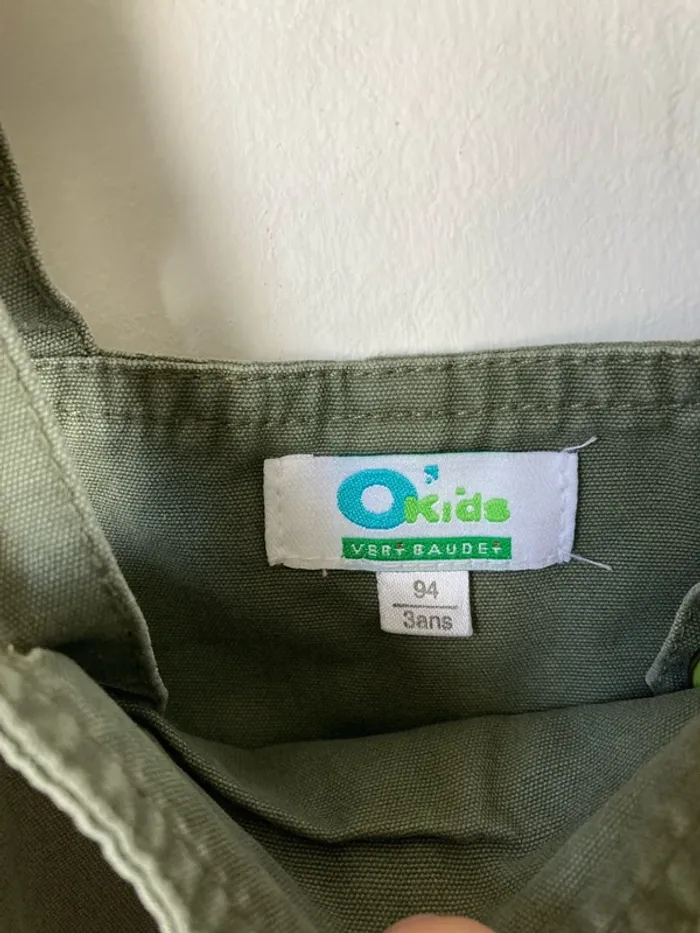 O'Kids
VERTBAUDET
94
3ans